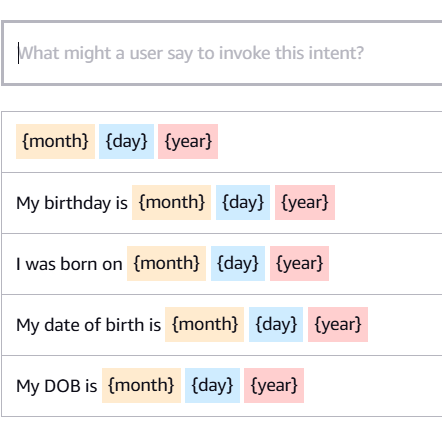 What might a user say to invoke this intent?
{month} {day} {year}
My birthday is {month} {day} {year}
I was born on {month} {day} {year}
My date of birth is {month} {day} {year}
My DOB is {month} {day} {year}